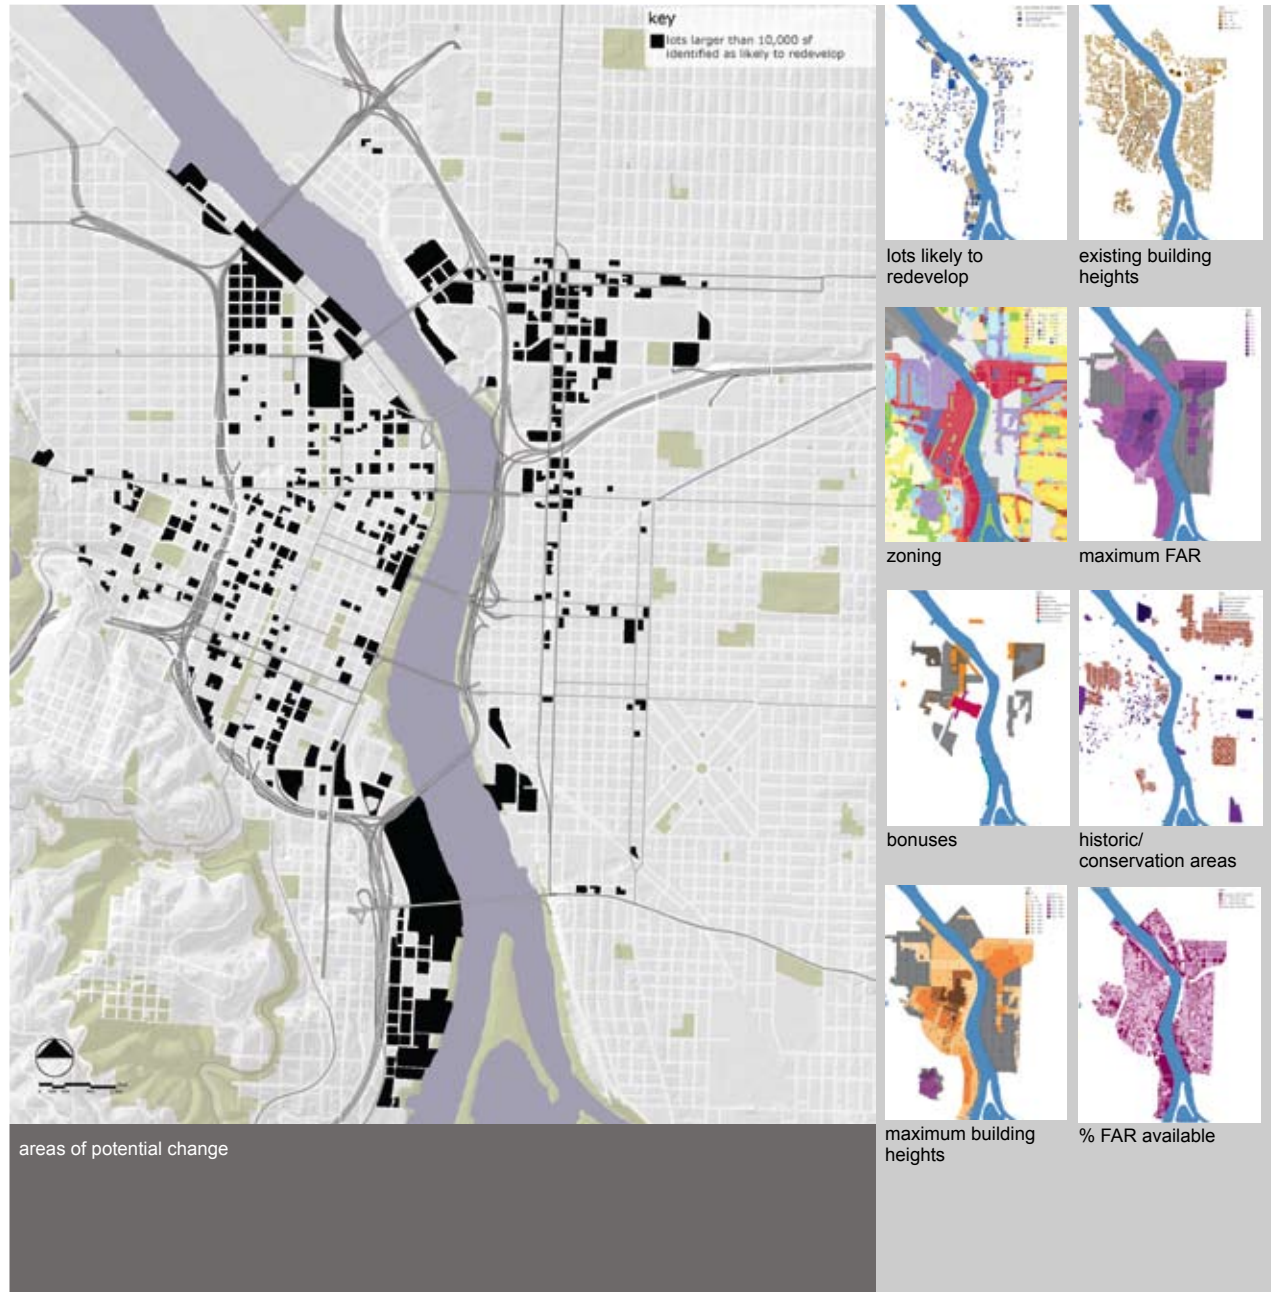 key
lots larger than 10,000 sf
identified as likely to redevelop
areas of potential change
lots likely to
redevelop
existing building
heights
zoning
maximum FAR
bonuses
historic/
conservation areas
maximum building
heights
% FAR available